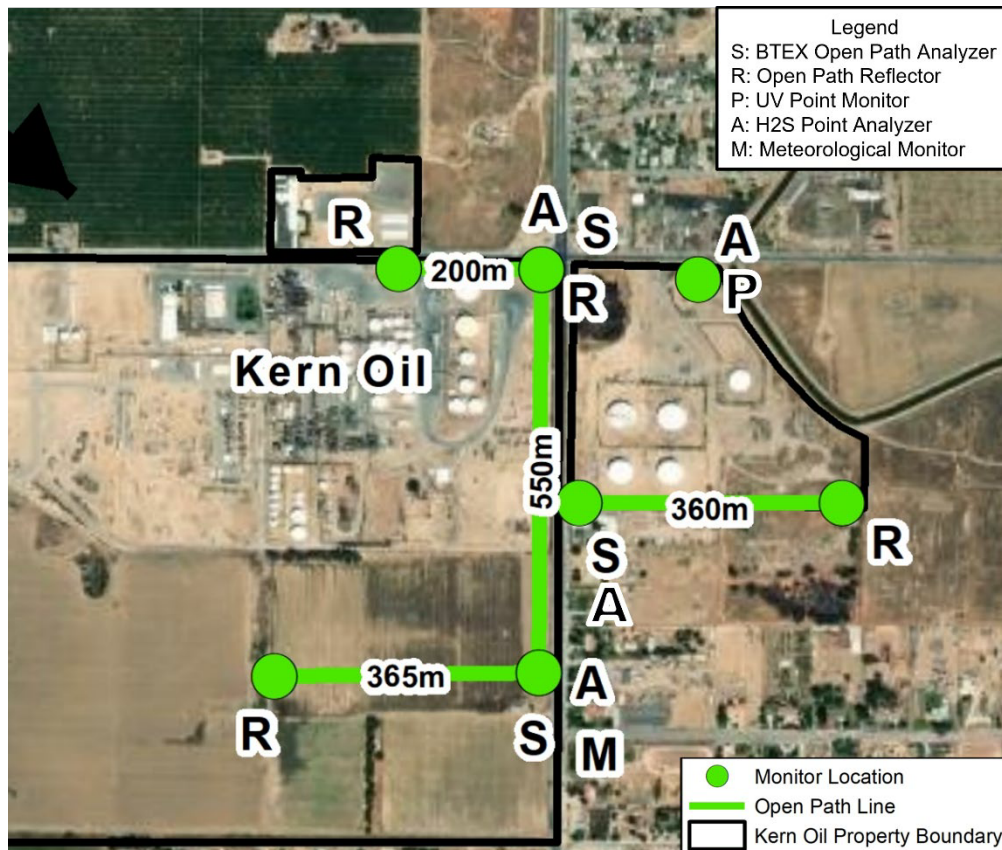 Legend
S: BTEX Open Path Analyzer
R: Open Path Reflector
P: UV Point Monitor
A: H2S Point Analyzer
M: Meteorological Monitor
R
A
S
A
200m
R
P
Kern Oil
550m
360m
R
S
A
365m
A
R
S
M
Monitor Location
Open Path Line
Kern Oil Property Boundary